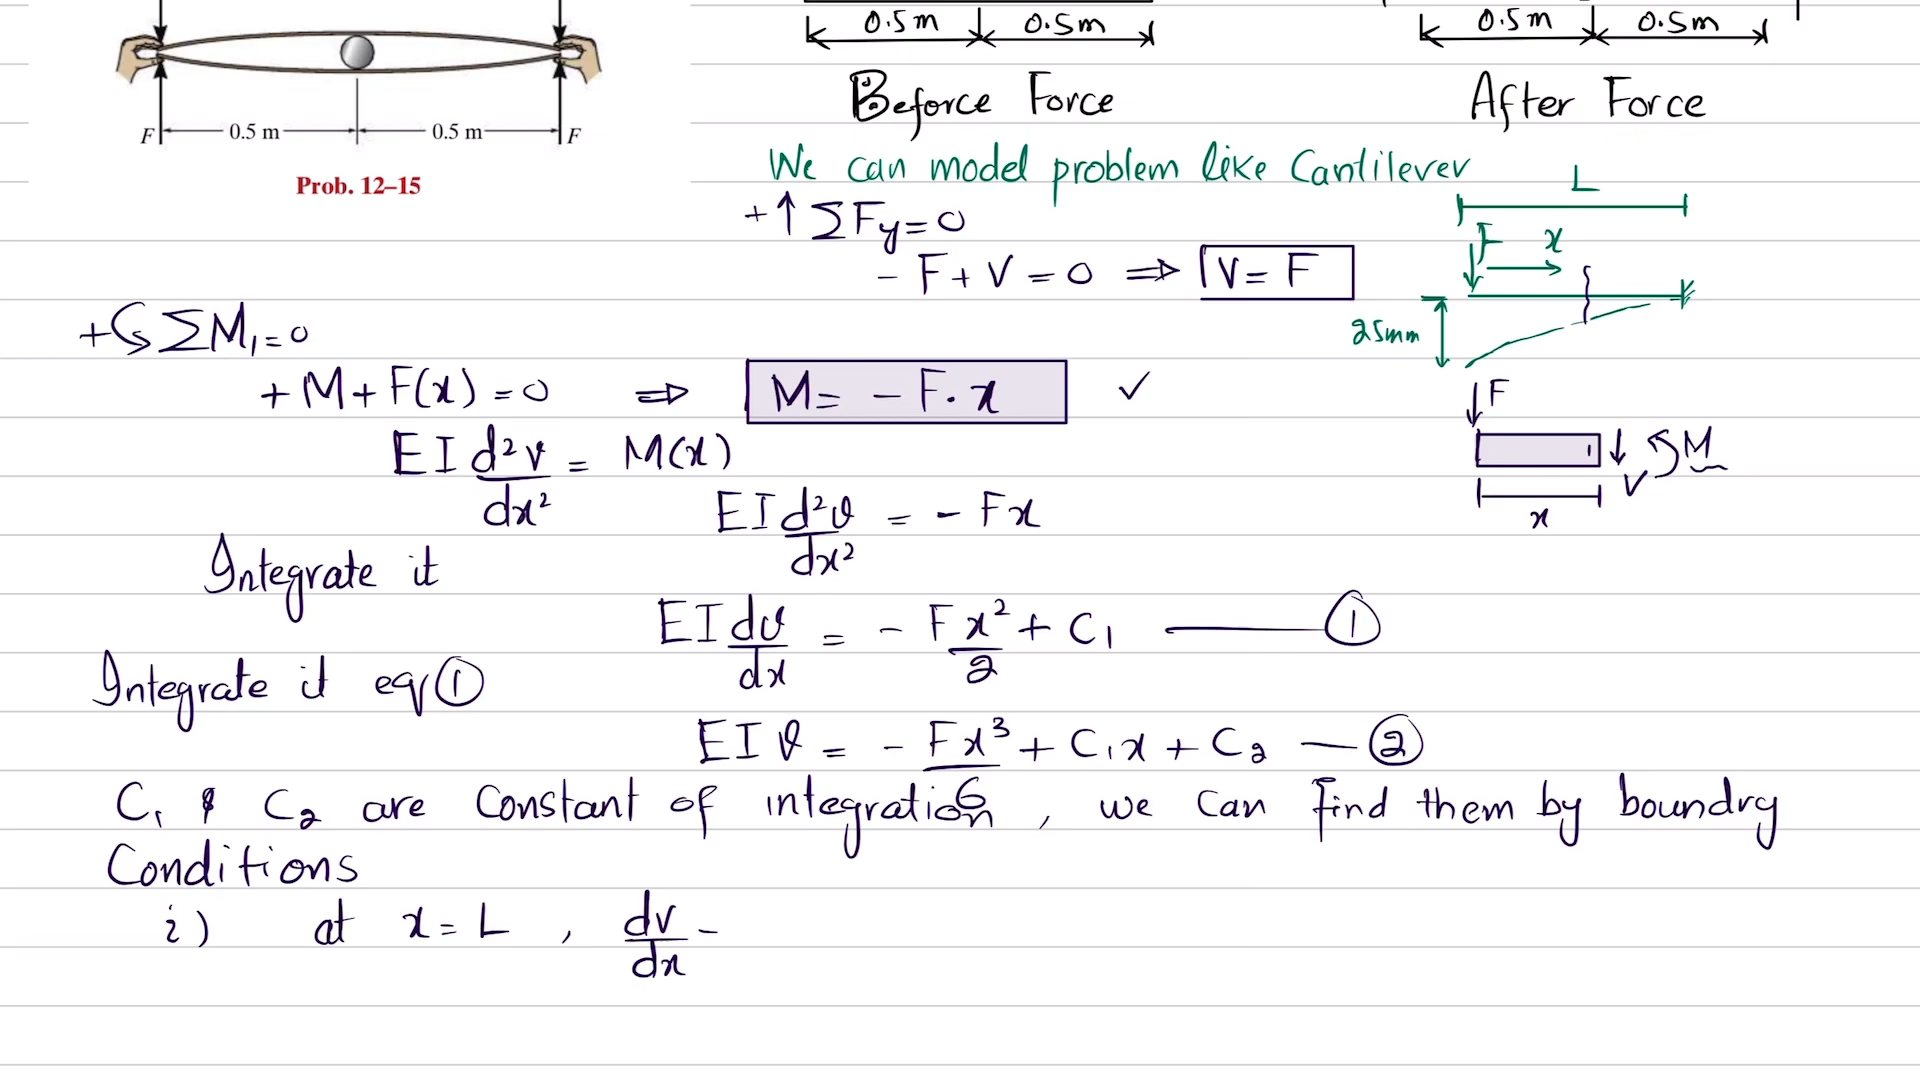 0.5m 0.5m
0.5m 0.5m
F 0.5 m 0.5 m F
Prob. 12–15
Beforce Force
After Force
We can model problem like Cantilever
L
+↑ ΣFy=0
F x
- F + V = 0 ⇒ V = F
25mm
+↺ ΣM₁=0
+ M + F(x) = 0 ⇒ M = - F·x ✓
F
V M
x
EI d²v/dx² = M(x)
EI d²v/dx² = - Fx
Integrate it
EI dv/dx = - Fx²/2 + C₁ —— ①
Integrate it eq ①
EI v = - Fx³/6 + C₁x + C₂ — ②
C₁ & C₂ are Constant of integration, we can find them by boundry
Conditions
i) at x = L , dv/dx -